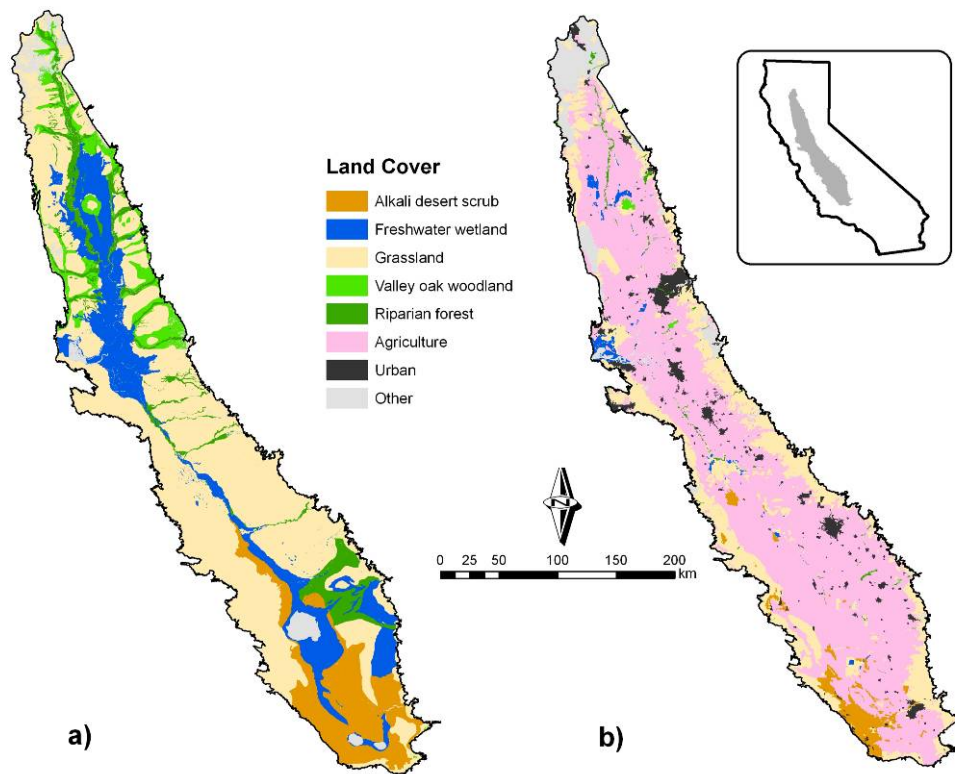 Land Cover
Alkali desert scrub
Freshwater wetland
Grassland
Valley oak woodland
Riparian forest
Agriculture
Urban
Other
N
0 25 50 100 150 200
km
a)
b)